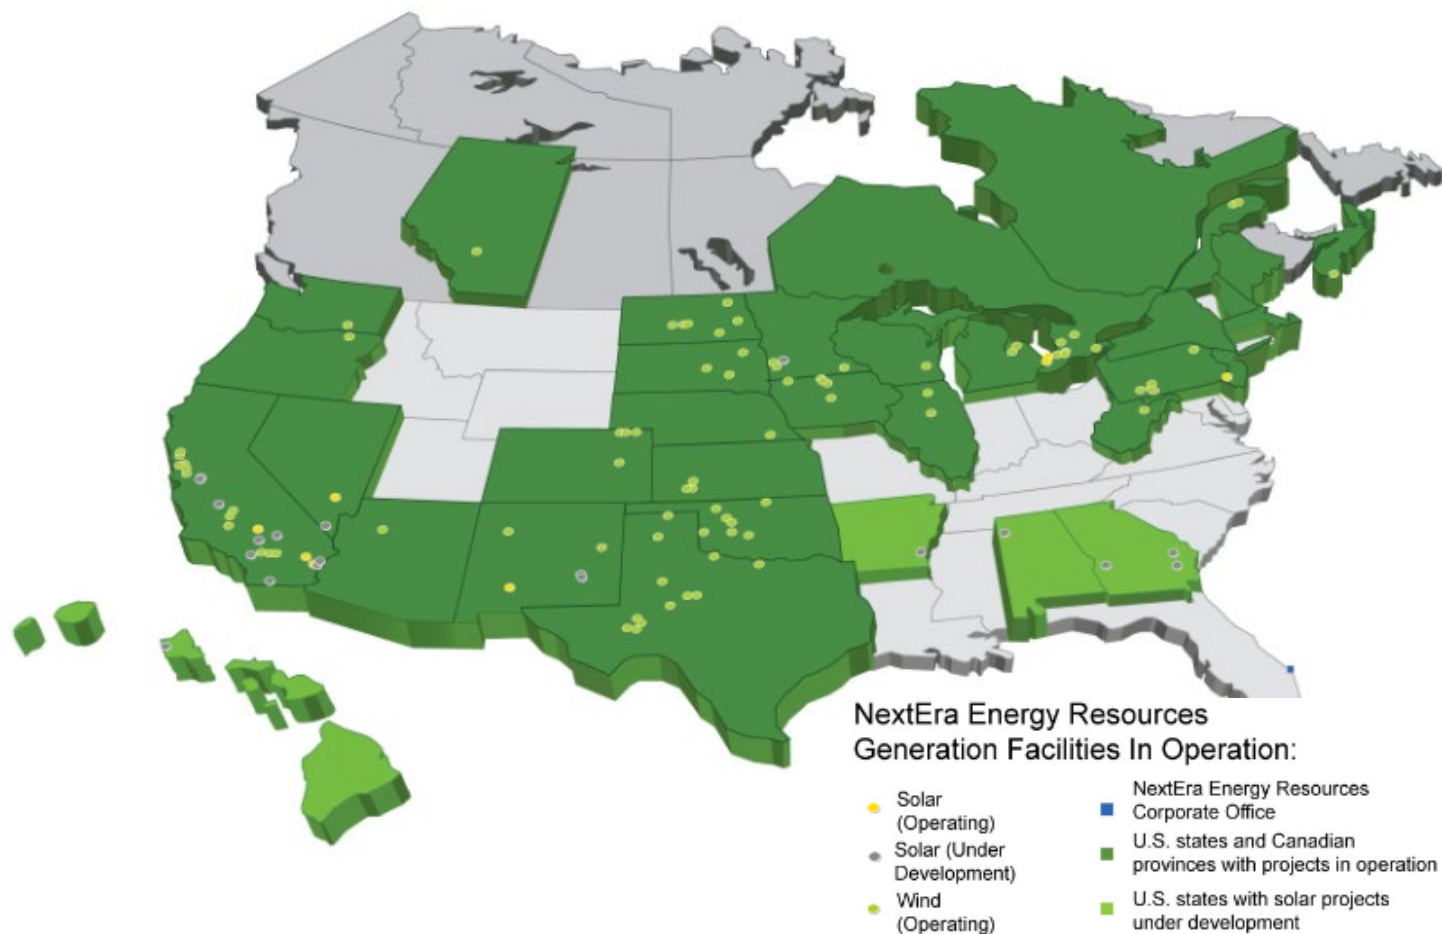 NextEra Energy Resources
Generation Facilities In Operation:
Solar
(Operating)
Solar (Under
Development)
Wind
(Operating)
NextEra Energy Resources
Corporate Office
U.S. states and Canadian
provinces with projects in operation
U.S. states with solar projects
under development